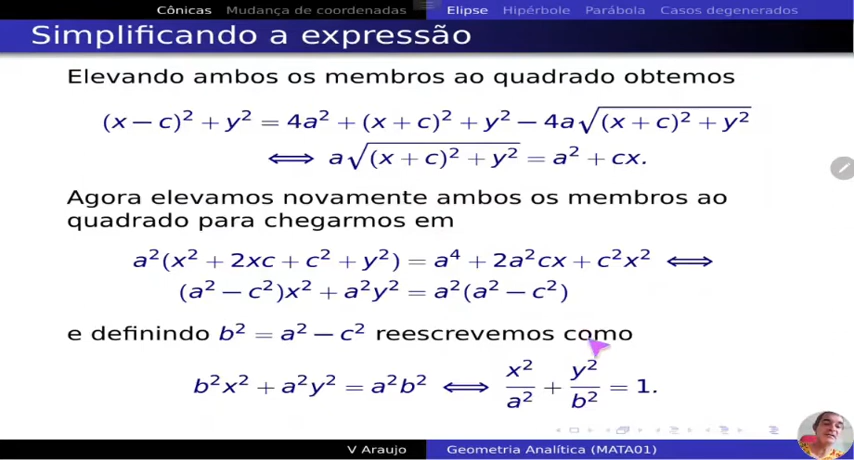 Cônicas Mudança de coordenadas Elipse Hipérbole Parábola Casos degenerados
Simplificando a expressão
Elevando ambos os membros ao quadrado obtemos
(x − c)² + y² = 4a² + (x + c)² + y² − 4a√((x + c)² + y²)
⟺ a√((x + c)² + y²) = a² + cx.
Agora elevamos novamente ambos os membros ao
quadrado para chegarmos em
a²(x² + 2xc + c² + y²) = a⁴ + 2a²cx + c²x² ⟺
(a² − c²)x² + a²y² = a²(a² − c²)
e definindo b² = a² − c² reescrevemos como
b²x² + a²y² = a²b² ⟺ x²/a² + y²/b² = 1.
V Araujo Geometria Analítica (MATA01)